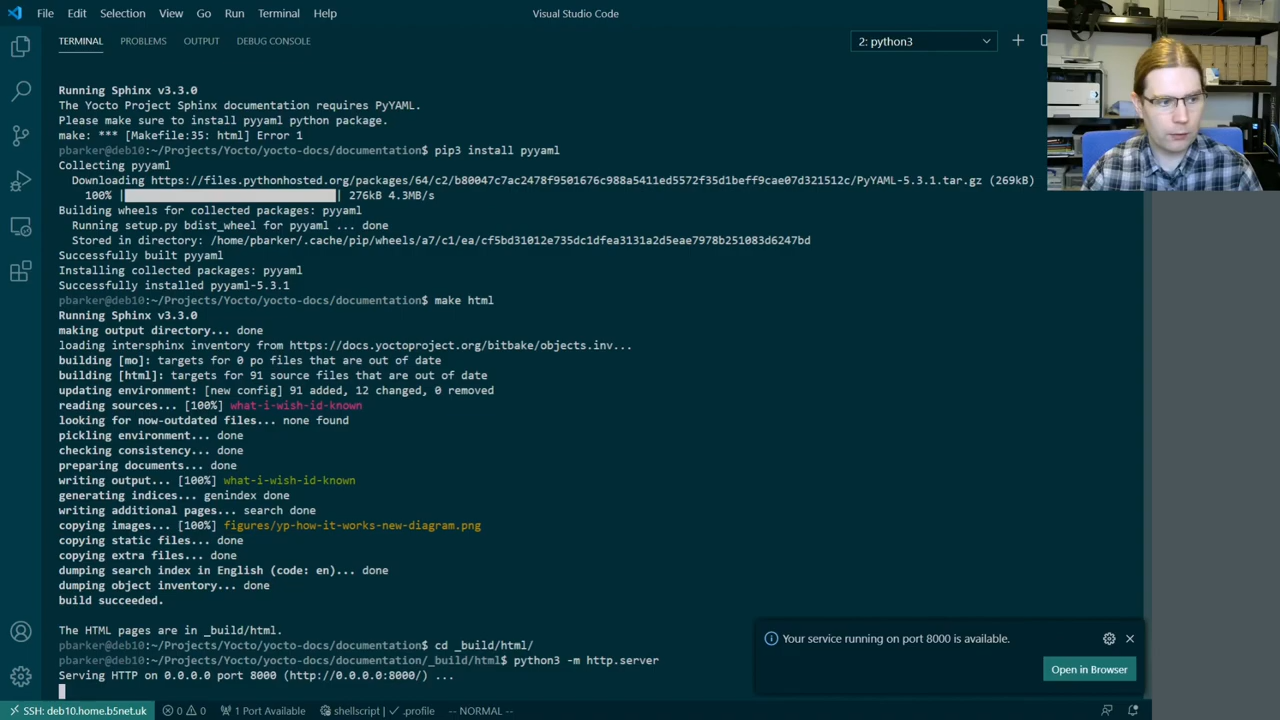 File Edit Selection View Go Run Terminal Help Visual Studio Code
TERMINAL PROBLEMS OUTPUT DEBUG CONSOLE 2: python3
Running Sphinx v3.3.0
The Yocto Project Sphinx documentation requires PyYAML.
Please make sure to install pyyaml python package.
make: *** [Makefile:35: html] Error 1
pbarker@deb10:~/Projects/Yocto/yocto-docs/documentation$ pip3 install pyyaml
Collecting pyyaml
Downloading https://files.pythonhosted.org/packages/64/c2/b80047c7ac2478f9501676c988a5411ed5572f35d1beff9cae07d321512c/PyYAML-5.3.1.tar.gz (269kB)
100% | | 276kB 4.3MB/s
Building wheels for collected packages: pyyaml
Running setup.py bdist_wheel for pyyaml ... done
Stored in directory: /home/pbarker/.cache/pip/wheels/a7/c1/ea/cf5bd31012e735dc1dfea3131a2d5eae7978b251083d6247bd
Successfully built pyyaml
Installing collected packages: pyyaml
Successfully installed pyyaml-5.3.1
pbarker@deb10:~/Projects/Yocto/yocto-docs/documentation$ make html
Running Sphinx v3.3.0
making output directory... done
loading intersphinx inventory from https://docs.yoctoproject.org/bitbake/objects.inv...
building [mo]: targets for 0 po files that are out of date
building [html]: targets for 91 source files that are out of date
updating environment: [new config] 91 added, 12 changed, 0 removed
reading sources... [100%] what-i-wish-id-known
looking for now-outdated files... none found
pickling environment... done
checking consistency... done
preparing documents... done
writing output... [100%] what-i-wish-id-known
generating indices... genindex done
writing additional pages... search done
copying images... [100%] figures/yp-how-it-works-new-diagram.png
copying static files... done
copying extra files... done
dumping search index in English (code: en)... done
dumping object inventory... done
build succeeded.
The HTML pages are in _build/html.
pbarker@deb10:~/Projects/Yocto/yocto-docs/documentation$ cd _build/html/
pbarker@deb10:~/Projects/Yocto/yocto-docs/documentation/_build/html$ python3 -m http.server
Serving HTTP on 0.0.0.0 port 8000 (http://0.0.0.0:8000/) ...
Your service running on port 8000 is available.
Open in Browser
SSH: deb10.home.b5net.uk 0 0 1 Port Available shellscript | ✓ .profile -- NORMAL --